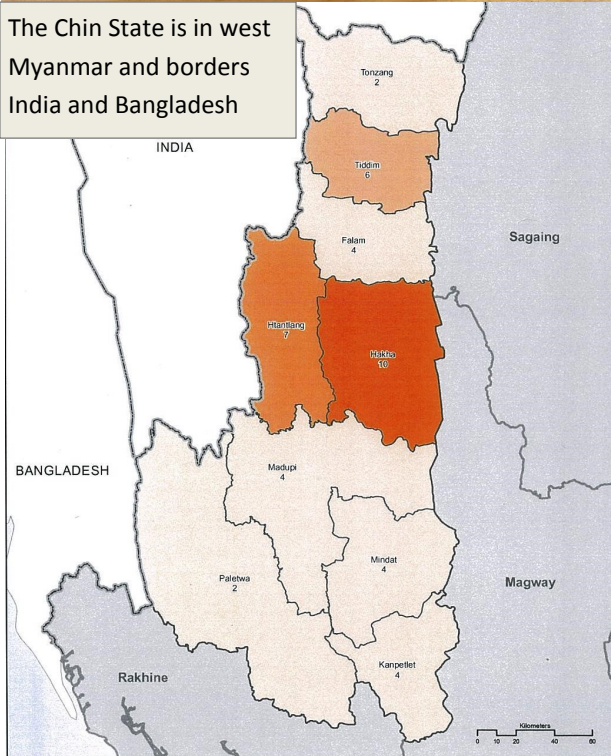 The Chin State is in west
Myanmar and borders
India and Bangladesh
Tonzang
2
INDIA
Tiddim
6
Falam
4
Sagaing
Htantlang
7
Hakha
10
BANGLADESH
Madupi
4
Mindat
4
Paletwa
2
Magway
Kanpetlet
4
Rakhine
Kilometers
0 10 20 40 60